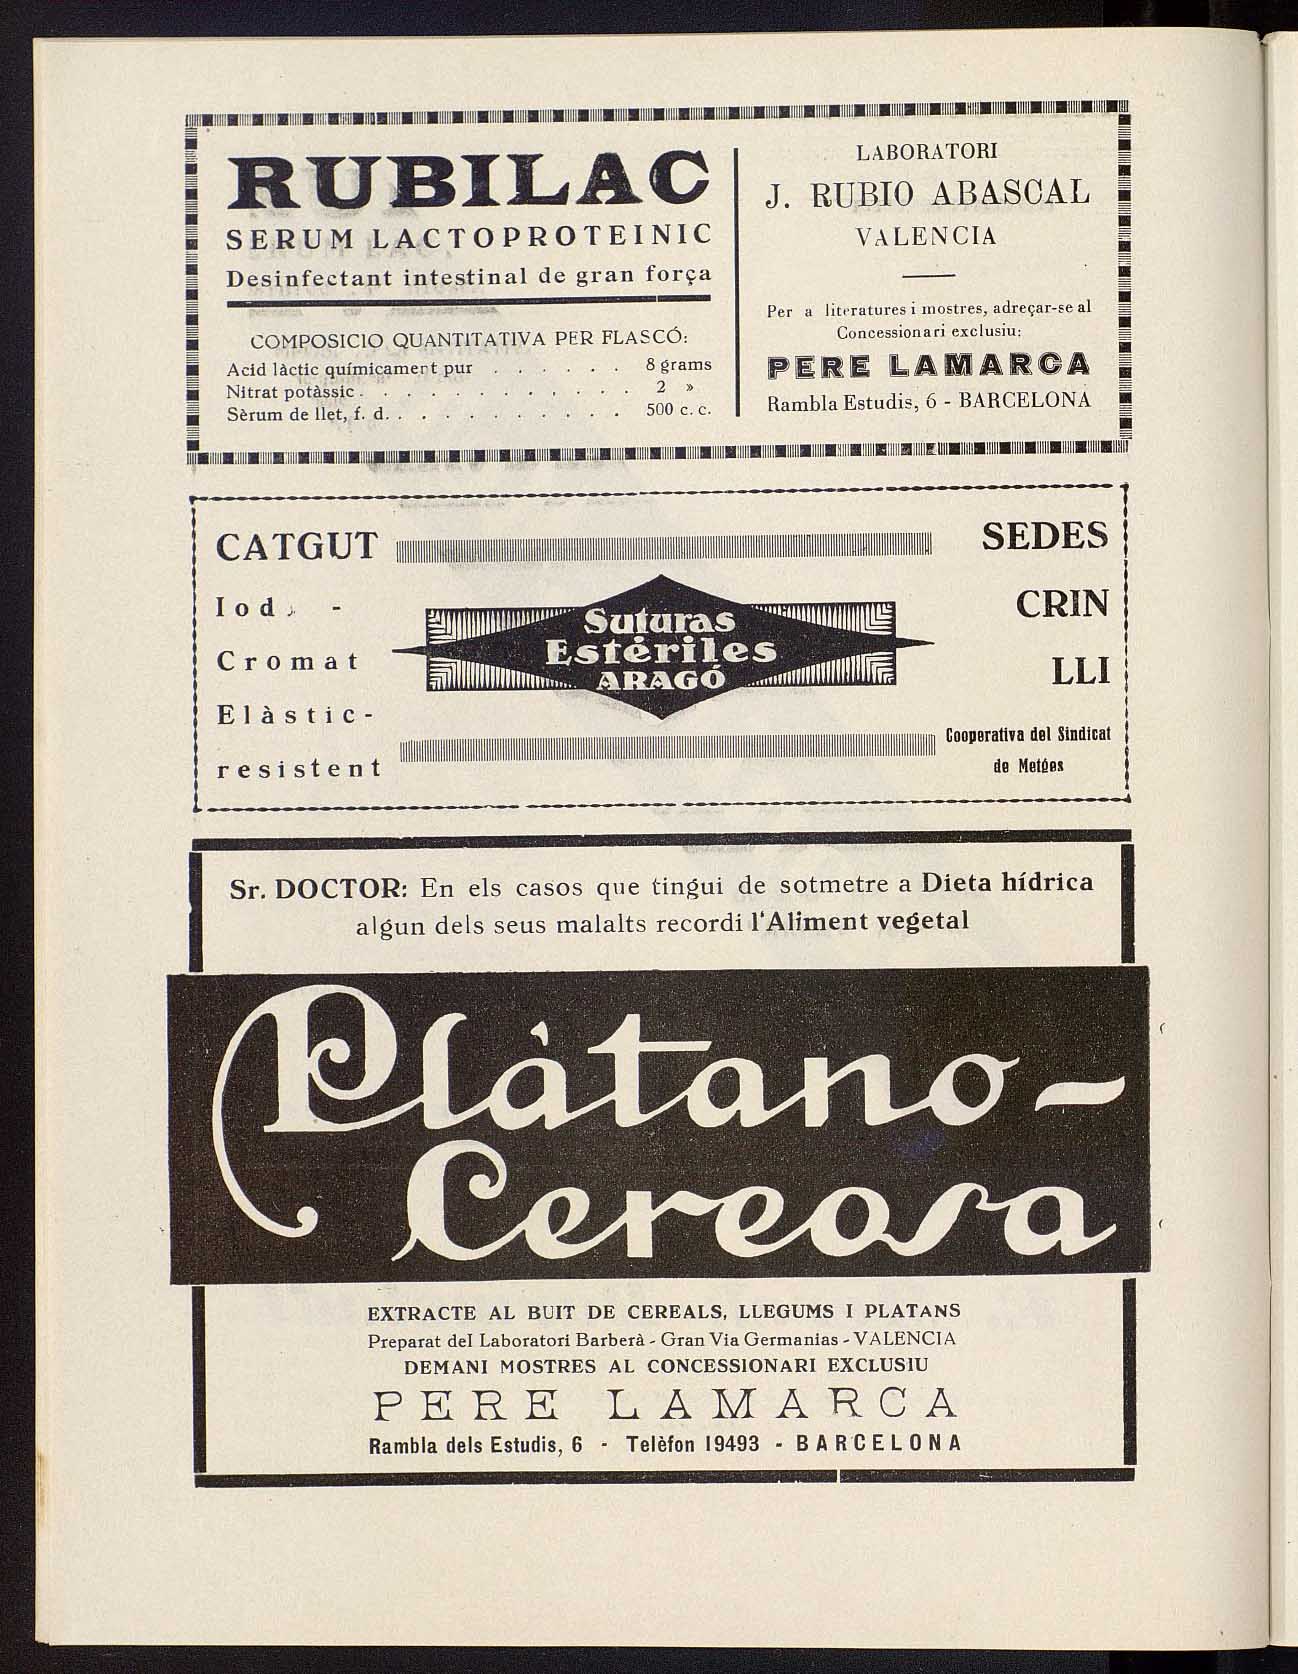 RUBILAC
SERUM LACTOPROTEINIC
Desinfectant intestinal de gran força
COMPOSICIO QUANTITATIVA PER FLASCÓ:
Acid làctic químicament pur . . . . . . 8 grams
Nitrat potàssic . . . . . . . . . . . . 2 »
Sèrum de llet, f. d. . . . . . . . . . . 500 c. c.
LABORATORI
J. RUBIO ABASCAL
VALENCIA
Per a literatures i mostres, adreçar-se al
Concessionari exclusiu:
PERE LAMARCA
Rambla Estudis, 6 - BARCELONA
CATGUT
Iod. -
Cromat
Elàstic-
resistent
Suturas
Estériles
ARAGÓ
SEDES
CRIN
LLI
Cooperativa del Sindicat
de Metges
Sr. DOCTOR: En els casos que tingui de sotmetre a Dieta hídrica
algun dels seus malalts recordi l'Aliment vegetal
Plàtano-
Cereosa
EXTRACTE AL BUIT DE CEREALS, LLEGUMS I PLATANS
Preparat del Laboratori Barberà - Gran Via Germanias - VALENCIA
DEMANI MOSTRES AL CONCESSIONARI EXCLUSIU
PERE LAMARCA
Rambla dels Estudis, 6 - Telèfon 19493 - BARCELONA